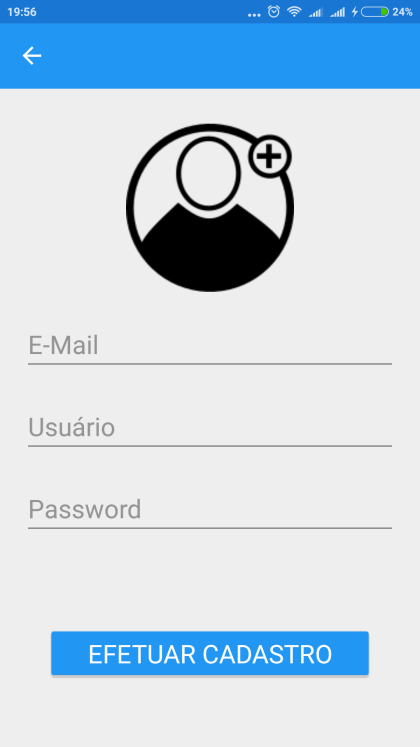 19:56 24%
E-Mail
Usuário
Password
EFETUAR CADASTRO